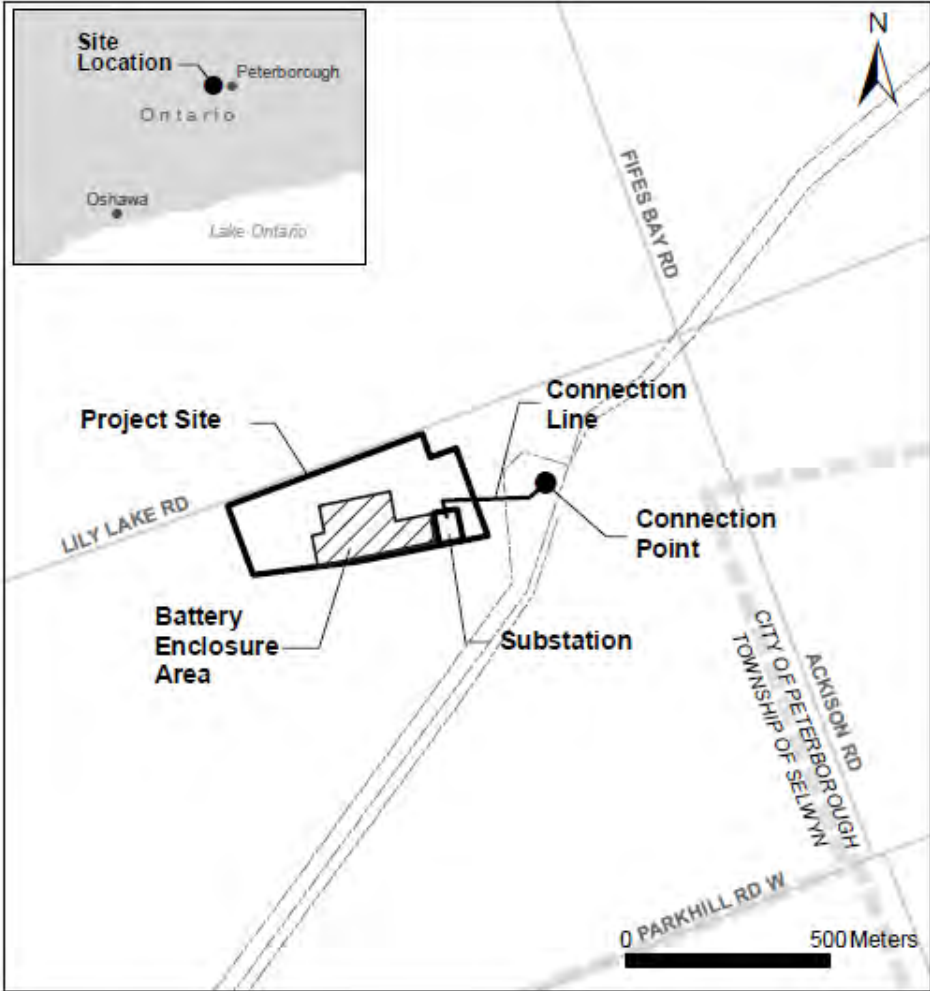 Site
Location
Peterborough
Ontario
Oshawa
Lake Ontario
N
FIFES BAY RD
Connection
Line
Project Site
LILY LAKE RD
Connection
Point
Battery
Enclosure
Area
Substation
CITY OF PETERBOROUGH
TOWNSHIP OF SELWYN
ACKISON RD
PARKHILL RD W
0 500 Meters